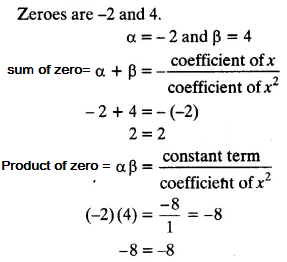 Zeroes are –2 and 4.
α = – 2 and β = 4
sum of zero= α + β = – coefficient of x / coefficient of x²
– 2 + 4 = – (–2)
2 = 2
Product of zero = α β = constant term / coefficient of x²
(–2) (4) = –8 / 1 = –8
–8 = –8